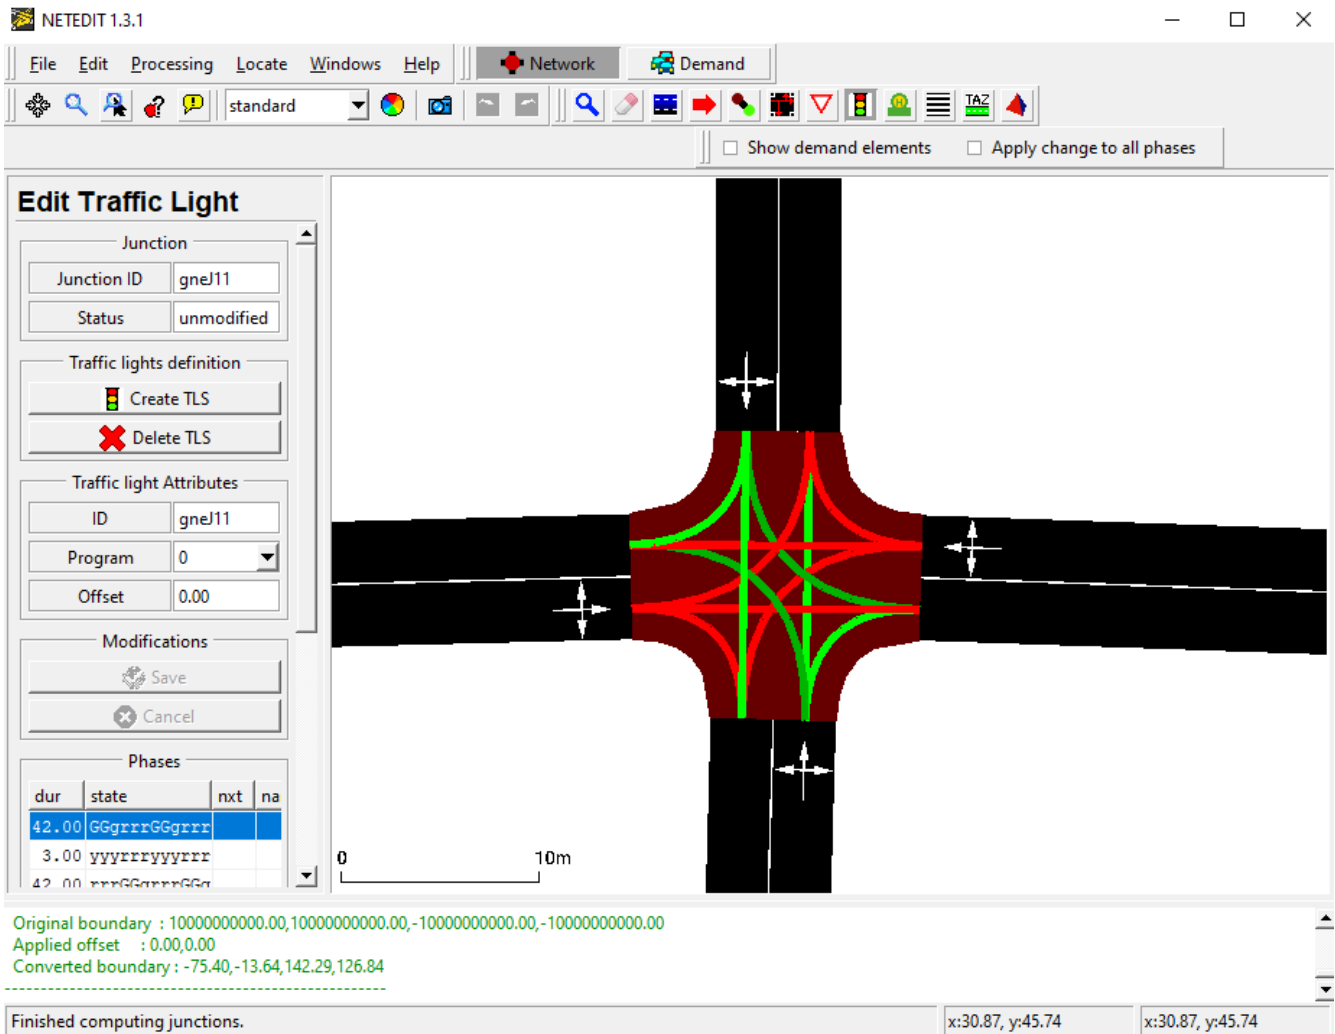 NETEDIT 1.3.1
File Edit Processing Locate Windows Help Network Demand
standard TAZ
Show demand elements Apply change to all phases
Edit Traffic Light
Junction
Junction ID gneJ11
Status unmodified
Traffic lights definition
Create TLS
Delete TLS
Traffic light Attributes
ID gneJ11
Program 0
Offset 0.00
Modifications
Save
Cancel
Phases
dur state nxt na
42.00 GGgrrrGGgrrr
3.00 yyyrrryyyrrr
42.00 rrrGGgrrrGGg
0 10m
Original boundary : 10000000000.00,10000000000.00,-10000000000.00,-10000000000.00
Applied offset : 0.00,0.00
Converted boundary : -75.40,-13.64,142.29,126.84
Finished computing junctions. x:30.87, y:45.74 x:30.87, y:45.74